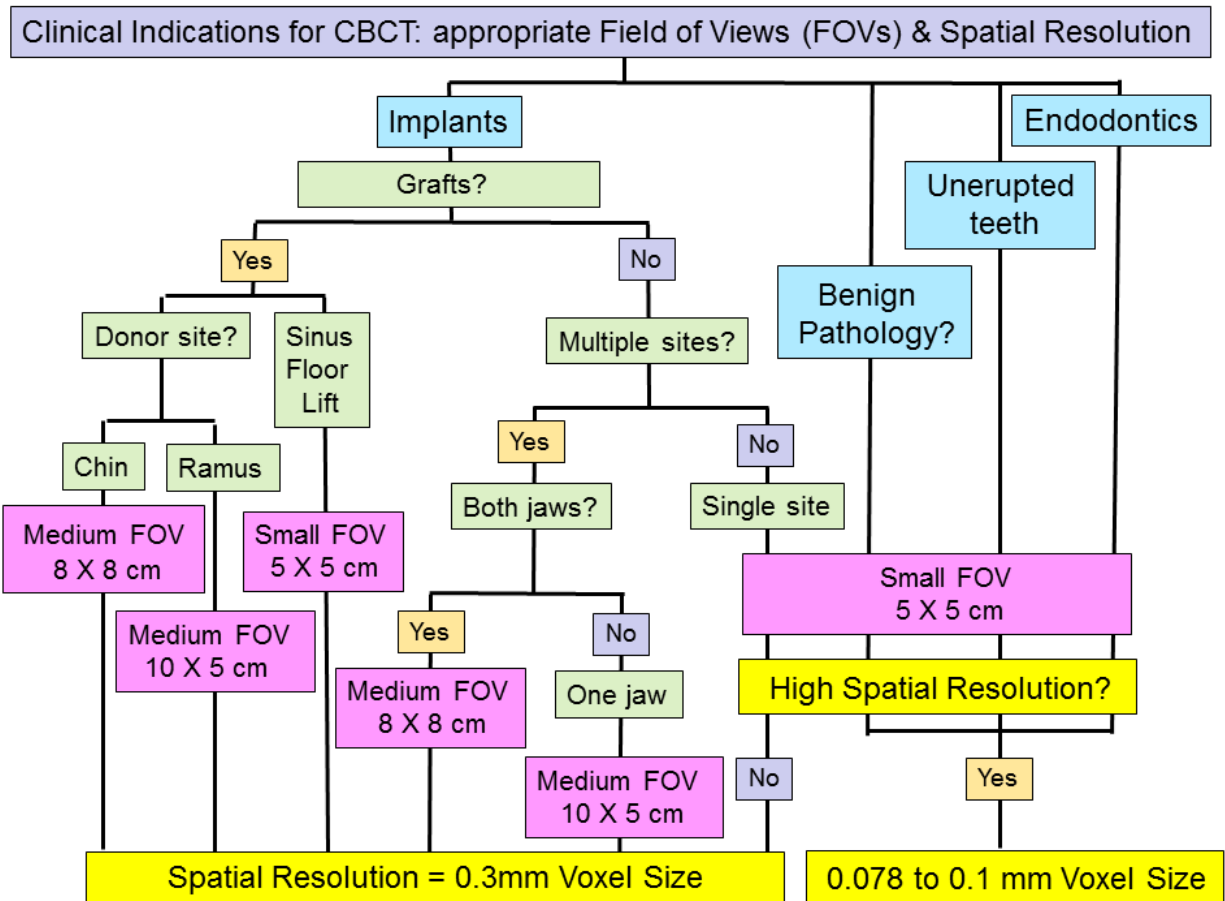 Clinical Indications for CBCT: appropriate Field of Views (FOVs) & Spatial Resolution
Implants
Endodontics
Grafts?
Unerupted
teeth
Yes
No
Benign
Pathology?
Donor site?
Sinus
Floor
Lift
Multiple sites?
Yes
No
Chin
Ramus
Both jaws?
Single site
Medium FOV
8 X 8 cm
Small FOV
5 X 5 cm
Small FOV
5 X 5 cm
Medium FOV
10 X 5 cm
Yes
No
Medium FOV
8 X 8 cm
One jaw
High Spatial Resolution?
Medium FOV
10 X 5 cm
No
Yes
Spatial Resolution = 0.3mm Voxel Size
0.078 to 0.1 mm Voxel Size